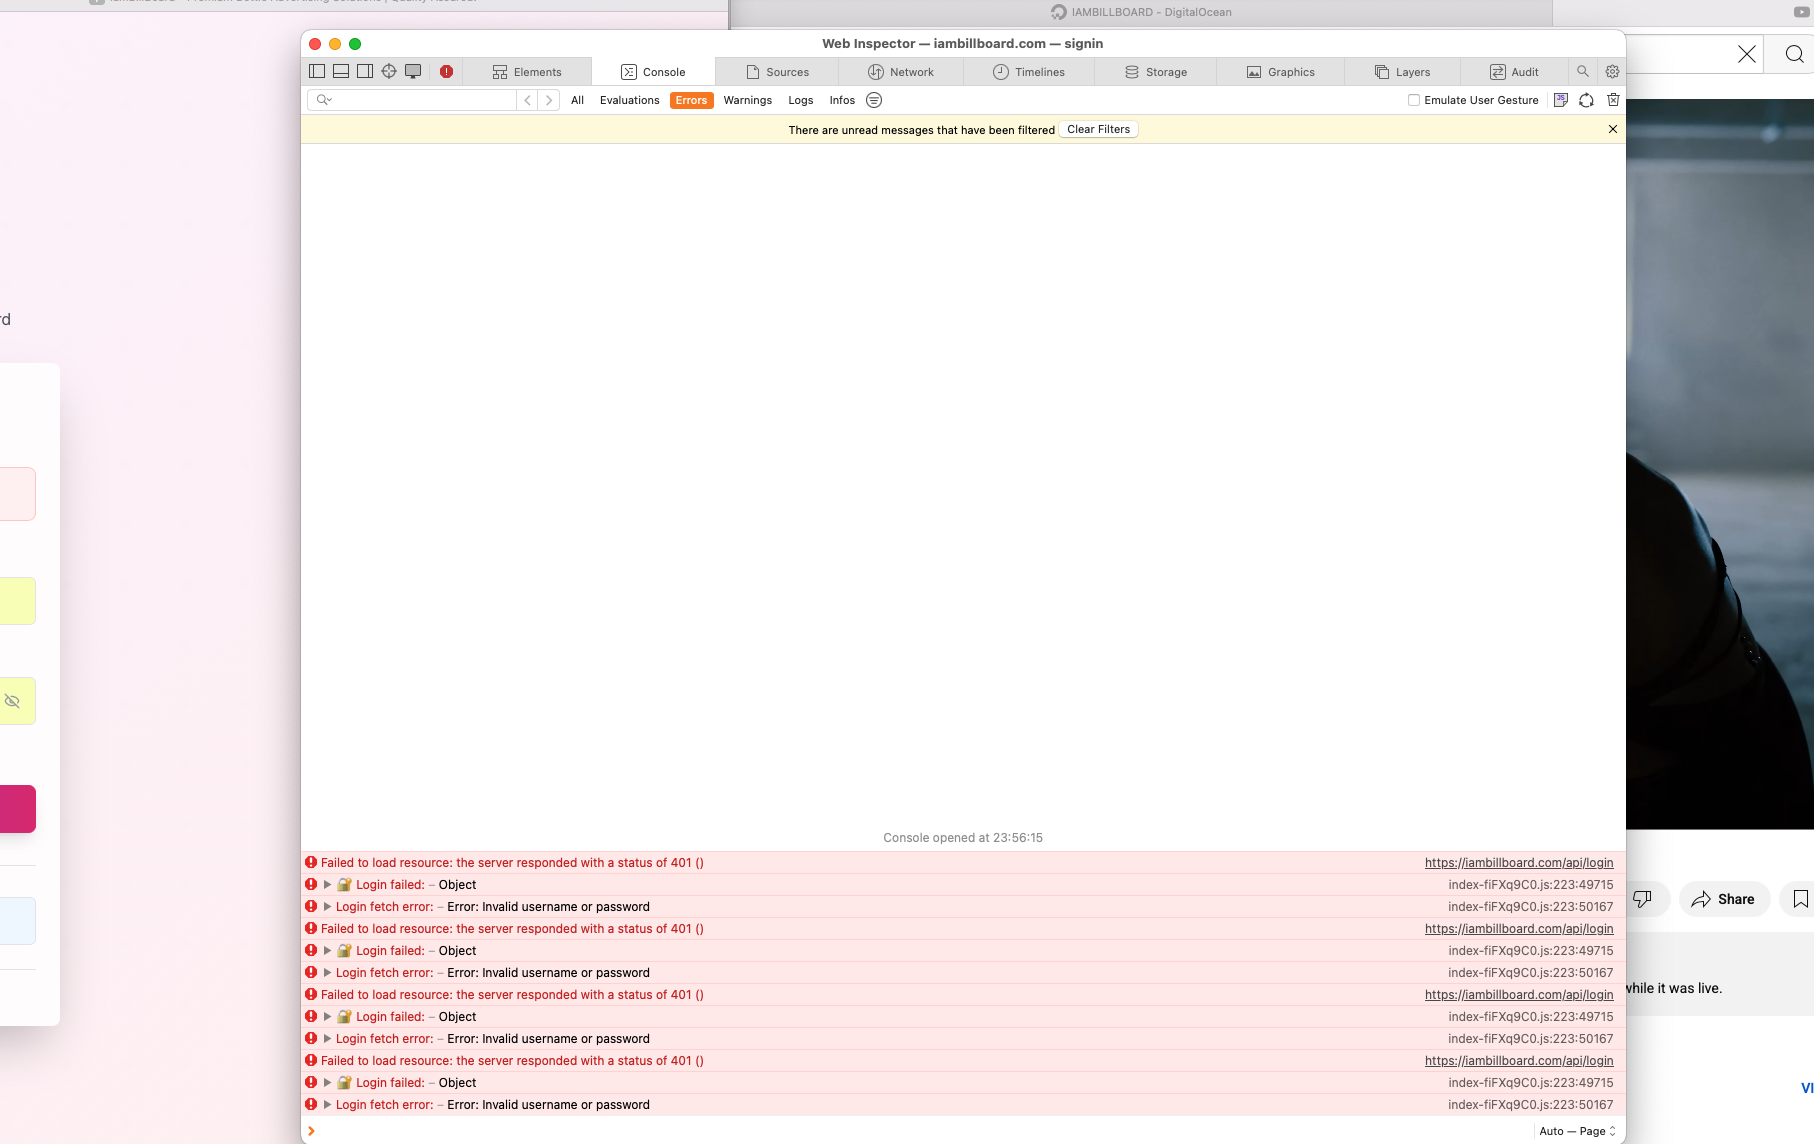 IAMBILLBOARD - DigitalOcean
Web Inspector — iambillboard.com — signin
Elements Console Sources Network Timelines Storage Graphics Layers Audit
All Evaluations Errors Warnings Logs Infos Emulate User Gesture
There are unread messages that have been filtered Clear Filters
rd
Console opened at 23:56:15
Failed to load resource: the server responded with a status of 401 () https://iambillboard.com/api/login
Login failed: – Object index-fiFXq9C0.js:223:49715
Login fetch error: – Error: Invalid username or password index-fiFXq9C0.js:223:50167
Failed to load resource: the server responded with a status of 401 () https://iambillboard.com/api/login
Login failed: – Object index-fiFXq9C0.js:223:49715
Login fetch error: – Error: Invalid username or password index-fiFXq9C0.js:223:50167
Failed to load resource: the server responded with a status of 401 () https://iambillboard.com/api/login
Login failed: – Object index-fiFXq9C0.js:223:49715
Login fetch error: – Error: Invalid username or password index-fiFXq9C0.js:223:50167
Failed to load resource: the server responded with a status of 401 () https://iambillboard.com/api/login
Login failed: – Object index-fiFXq9C0.js:223:49715
Login fetch error: – Error: Invalid username or password index-fiFXq9C0.js:223:50167
Auto — Page
Share
while it was live.
VI